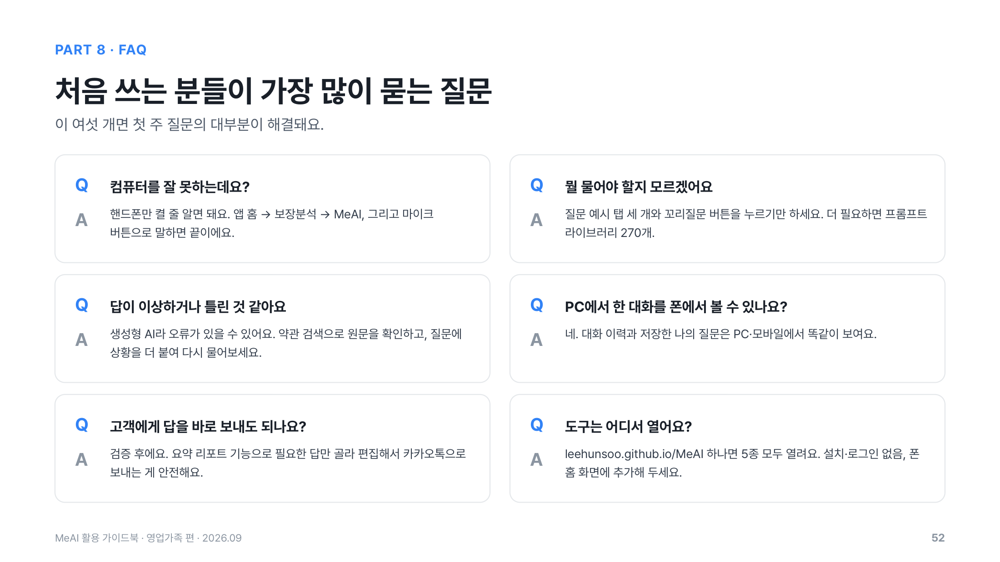 PART 8 · FAQ
처음 쓰는 분들이 가장 많이 묻는 질문
이 여섯 개면 첫 주 질문의 대부분이 해결돼요.
Q 컴퓨터를 잘 못하는데요?
A 핸드폰만 켤 줄 알면 돼요. 앱 홈 → 보장분석 → MeAI, 그리고 마이크
버튼으로 말하면 끝이에요.
Q 뭘 물어야 할지 모르겠어요
A 질문 예시 탭 세 개와 꼬리질문 버튼을 누르기만 하세요. 더 필요하면 프롬프트
라이브러리 270개.
Q 답이 이상하거나 틀린 것 같아요
A 생성형 AI라 오류가 있을 수 있어요. 약관 검색으로 원문을 확인하고, 질문에
상황을 더 붙여 다시 물어보세요.
Q PC에서 한 대화를 폰에서 볼 수 있나요?
A 네. 대화 이력과 저장한 나의 질문은 PC·모바일에서 똑같이 보여요.
Q 고객에게 답을 바로 보내도 되나요?
A 검증 후에요. 요약 리포트 기능으로 필요한 답만 골라 편집해서 카카오톡으로
보내는 게 안전해요.
Q 도구는 어디서 열어요?
A leehunsoo.github.io/MeAI 하나면 5종 모두 열려요. 설치·로그인 없음, 폰
홈 화면에 추가해 두세요.
MeAI 활용 가이드북 · 영업가족 편 · 2026.09
52